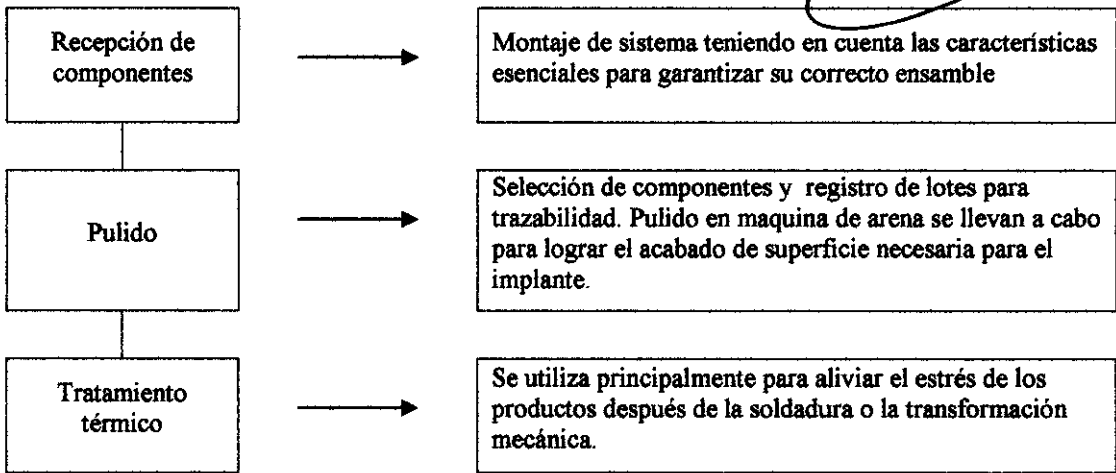 Recepción de
componentes
Montaje de sistema teniendo en cuenta las características
esenciales para garantizar su correcto ensamble
Pulido
Selección de componentes y registro de lotes para
trazabilidad. Pulido en maquina de arena se llevan a cabo
para lograr el acabado de superficie necesaria para el
implante.
Tratamiento
térmico
Se utiliza principalmente para aliviar el estrés de los
productos después de la soldadura o la transformación
mecánica.